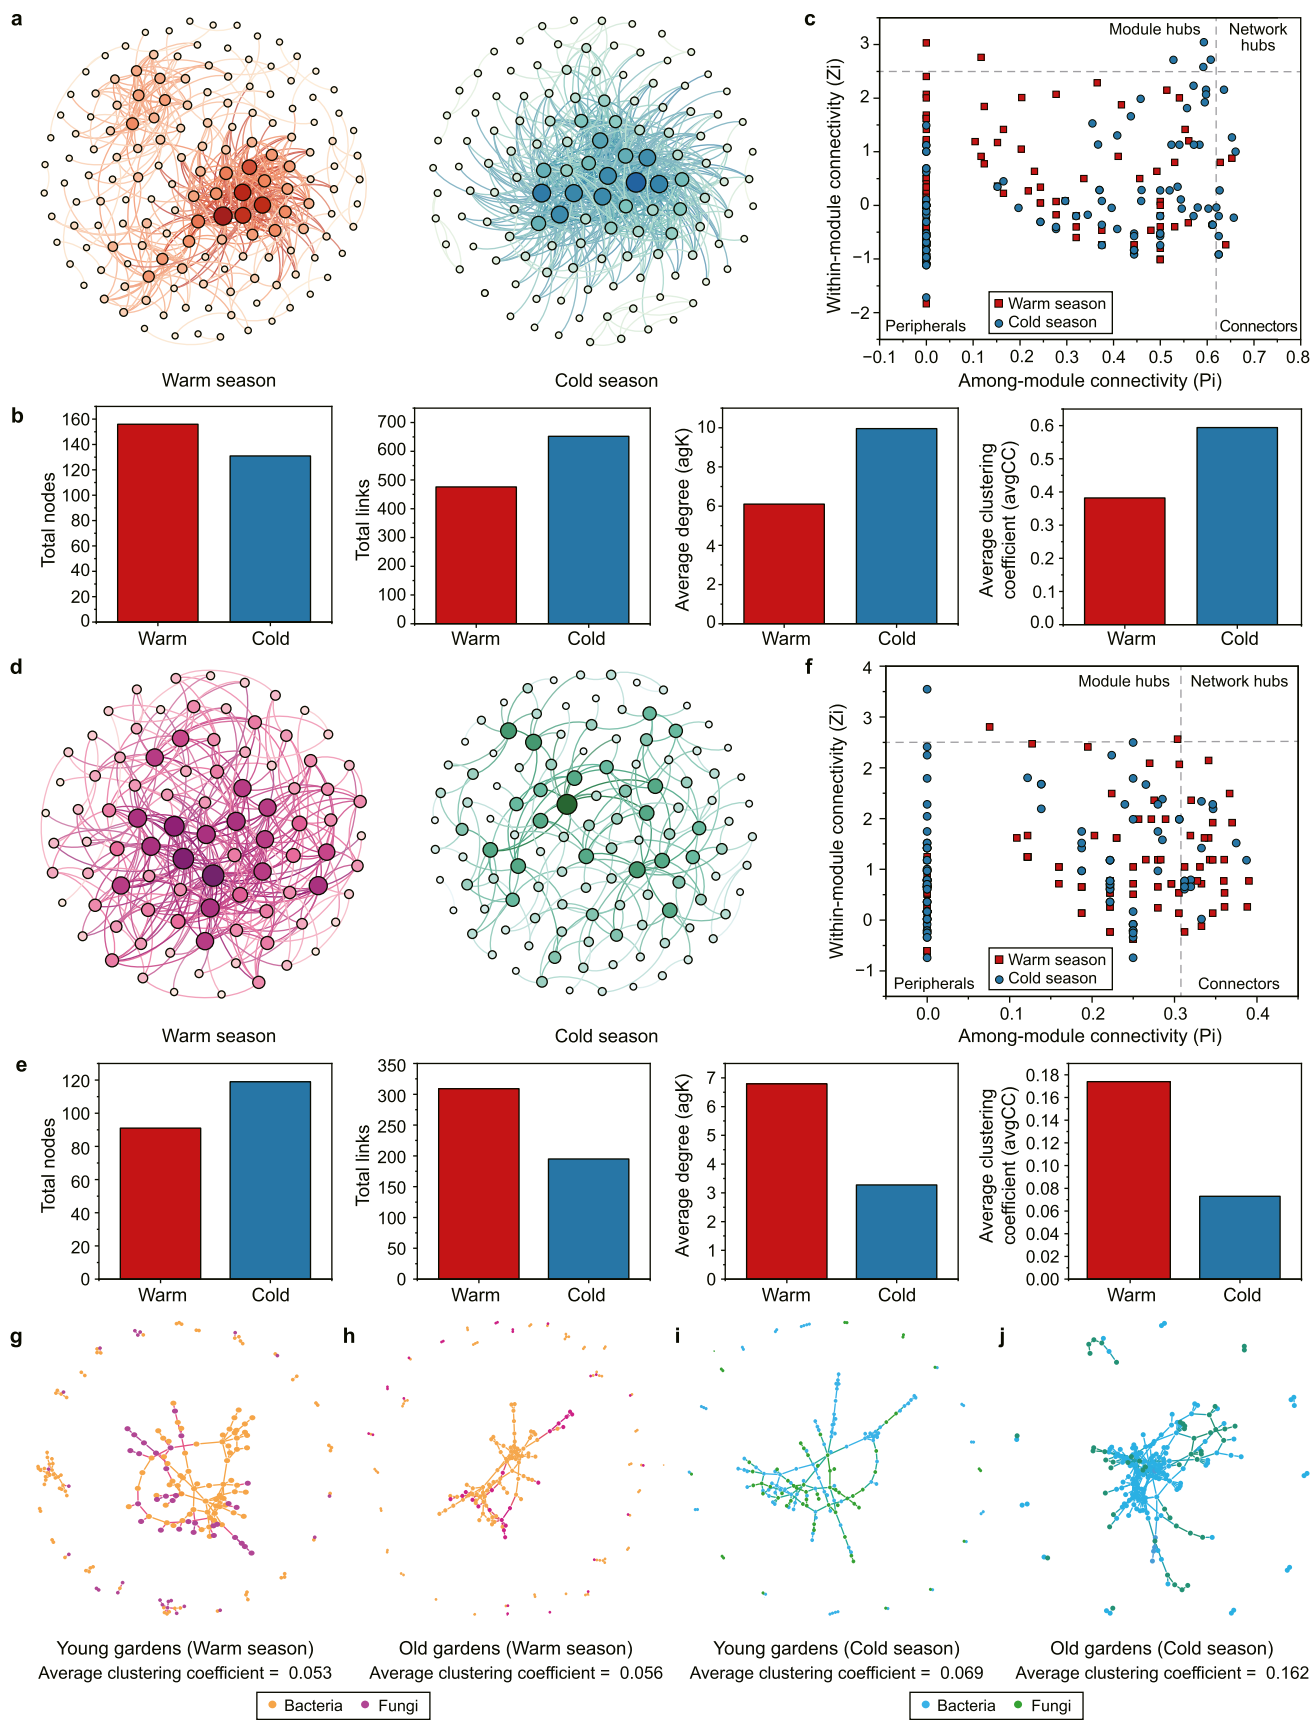 a
Warm season
Cold season
c
Module hubs
Network
hubs
Within-module connectivity (Zi)
3
2
1
0
−1
−2
Warm season
Cold season
Peripherals
Connectors
−0.1 0.0 0.1 0.2 0.3 0.4 0.5 0.6 0.7 0.8
Among-module connectivity (Pi)
b
Total nodes
160
140
120
100
80
60
40
20
0
Warm Cold
Total links
700
600
500
400
300
200
100
0
Warm Cold
Average degree (agK)
10
8
6
4
2
0
Warm Cold
Average clustering
coefficient (avgCC)
0.6
0.5
0.4
0.3
0.2
0.1
0.0
Warm Cold
d
Warm season
Cold season
f
Module hubs
Network hubs
Within-module connectivity (Zi)
4
3
2
2
1
0
−1
Warm season
Cold season
Peripherals
Connectors
0.0 0.1 0.2 0.3 0.4
Among-module connectivity (Pi)
e
Total nodes
120
100
80
60
40
20
0
Warm Cold
Total links
350
300
250
200
150
100
50
0
Warm Cold
Average degree (agK)
7
6
5
4
3
2
1
0
Warm Cold
Average clustering
coefficient (avgCC)
0.18
0.16
0.14
0.12
0.10
0.08
0.06
0.04
0.02
0.00
Warm Cold
g
Young gardens (Warm season)
Average clustering coefficient = 0.053
h
Old gardens (Warm season)
Average clustering coefficient = 0.056
i
Young gardens (Cold season)
Average clustering coefficient = 0.069
j
Old gardens (Cold season)
Average clustering coefficient = 0.162
Bacteria Fungi
Bacteria Fungi